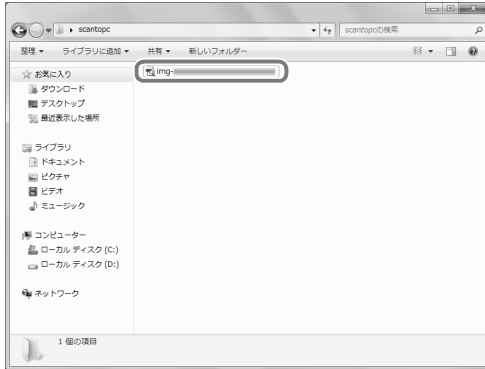 scantopc
scantopcの検索
整理 ライブラリに追加 共有 新しいフォルダー
お気に入り
ダウンロード
デスクトップ
最近表示した場所
ライブラリ
ドキュメント
ピクチャ
ビデオ
ミュージック
コンピューター
ローカル ディスク (C:)
ローカル ディスク (D:)
ネットワーク
img-
1 個の項目